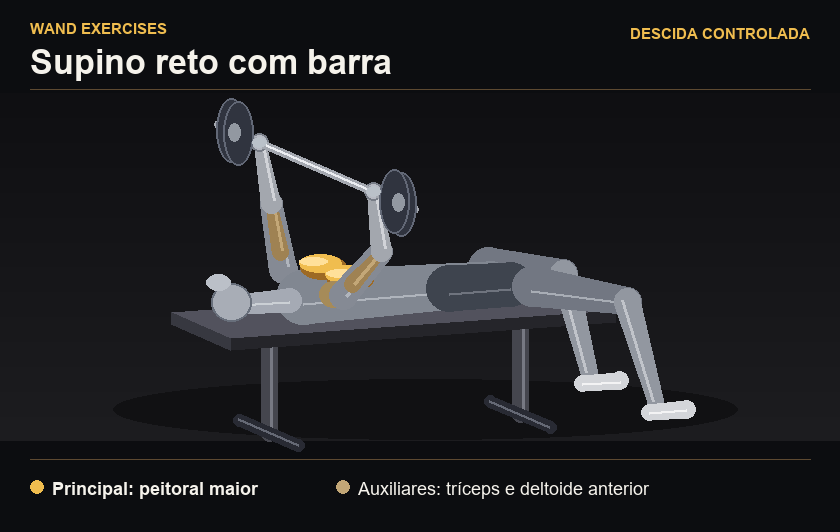 WAND EXERCISES
DESCIDA CONTROLADA
Supino reto com barra
Principal: peitoral maior
Auxiliares: tríceps e deltoide anterior